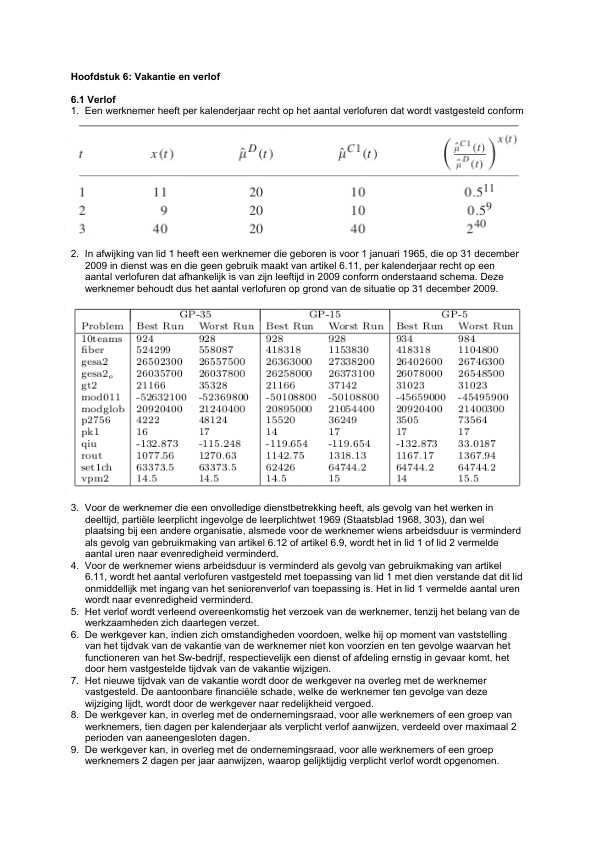 Hoofdstuk 6: Vakantie en verlof
6.1 Verlof
1. Een werknemer heeft per kalenderjaar recht op het aantal verlofuren dat wordt vastgesteld conform
t x(t) μ̂^D(t) μ̂^C1(t) (μ̂^C1(t)/μ̂^D(t))^x(t)
1 11 20 10 0.5^11
2 9 20 10 0.5^9
3 40 20 40 2^40
2. In afwijking van lid 1 heeft een werknemer die geboren is voor 1 januari 1965, die op 31 december
2009 in dienst was en die geen gebruik maakt van artikel 6.11, per kalenderjaar recht op een
aantal verlofuren dat afhankelijk is van zijn leeftijd in 2009 conform onderstaand schema. Deze
werknemer behoudt dus het aantal verlofuren op grond van de situatie op 31 december 2009.
GP-35 GP-15 GP-5
Problem Best Run Worst Run Best Run Worst Run Best Run Worst Run
10teams 924 928 928 928 934 984
fiber 524299 558087 418318 1153830 418318 1104800
gesa2 26502300 26557500 26363000 27338200 26402600 26746300
gesa2_o 26035700 26037800 26258000 26373100 26078000 26548500
gt2 21166 35328 21166 37142 31023 31023
mod011 -52632100 -52369800 -50108800 -50108800 -45659000 -45495900
modglob 20920400 21240400 20895000 21054400 20920400 21400300
p2756 4222 48124 15520 36249 3505 73564
pk1 16 17 14 17 17 17
qiu -132.873 -115.248 -119.654 -119.654 -132.873 33.0187
rout 1077.56 1270.63 1142.75 1318.13 1167.17 1367.94
set1ch 63373.5 63373.5 62426 64744.2 64744.2 64744.2
vpm2 14.5 14.5 14.5 15 14 15.5
3. Voor de werknemer die een onvolledige dienstbetrekking heeft, als gevolg van het werken in
deeltijd, partiële leerplicht ingevolge de leerplichtwet 1969 (Staatsblad 1968, 303), dan wel
plaatsing bij een andere organisatie, alsmede voor de werknemer wiens arbeidsduur is verminderd
als gevolg van gebruikmaking van artikel 6.12 of artikel 6.9, wordt het in lid 1 of lid 2 vermelde
aantal uren naar evenredigheid verminderd.
4. Voor de werknemer wiens arbeidsduur is verminderd als gevolg van gebruikmaking van artikel
6.11, wordt het aantal verlofuren vastgesteld met toepassing van lid 1 met dien verstande dat dit lid
onmiddellijk met ingang van het seniorenverlof van toepassing is. Het in lid 1 vermelde aantal uren
wordt naar evenredigheid verminderd.
5. Het verlof wordt verleend overeenkomstig het verzoek van de werknemer, tenzij het belang van de
werkzaamheden zich daartegen verzet.
6. De werkgever kan, indien zich omstandigheden voordoen, welke hij op moment van vaststelling
van het tijdvak van de vakantie van de werknemer niet kon voorzien en ten gevolge waarvan het
functioneren van het Sw-bedrijf, respectievelijk een dienst of afdeling ernstig in gevaar komt, het
door hem vastgestelde tijdvak van de vakantie wijzigen.
7. Het nieuwe tijdvak van de vakantie wordt door de werkgever na overleg met de werknemer
vastgesteld. De aantoonbare financiële schade, welke de werknemer ten gevolge van deze
wijziging lijdt, wordt door de werkgever naar redelijkheid vergoed.
8. De werkgever kan, in overleg met de ondernemingsraad, voor alle werknemers of een groep van
werknemers, tien dagen per kalenderjaar als verplicht verlof aanwijzen, verdeeld over maximaal 2
perioden van aaneengesloten dagen.
9. De werkgever kan, in overleg met de ondernemingsraad, voor alle werknemers of een groep
werknemers 2 dagen per jaar aanwijzen, waarop gelijktijdig verplicht verlof wordt opgenomen.